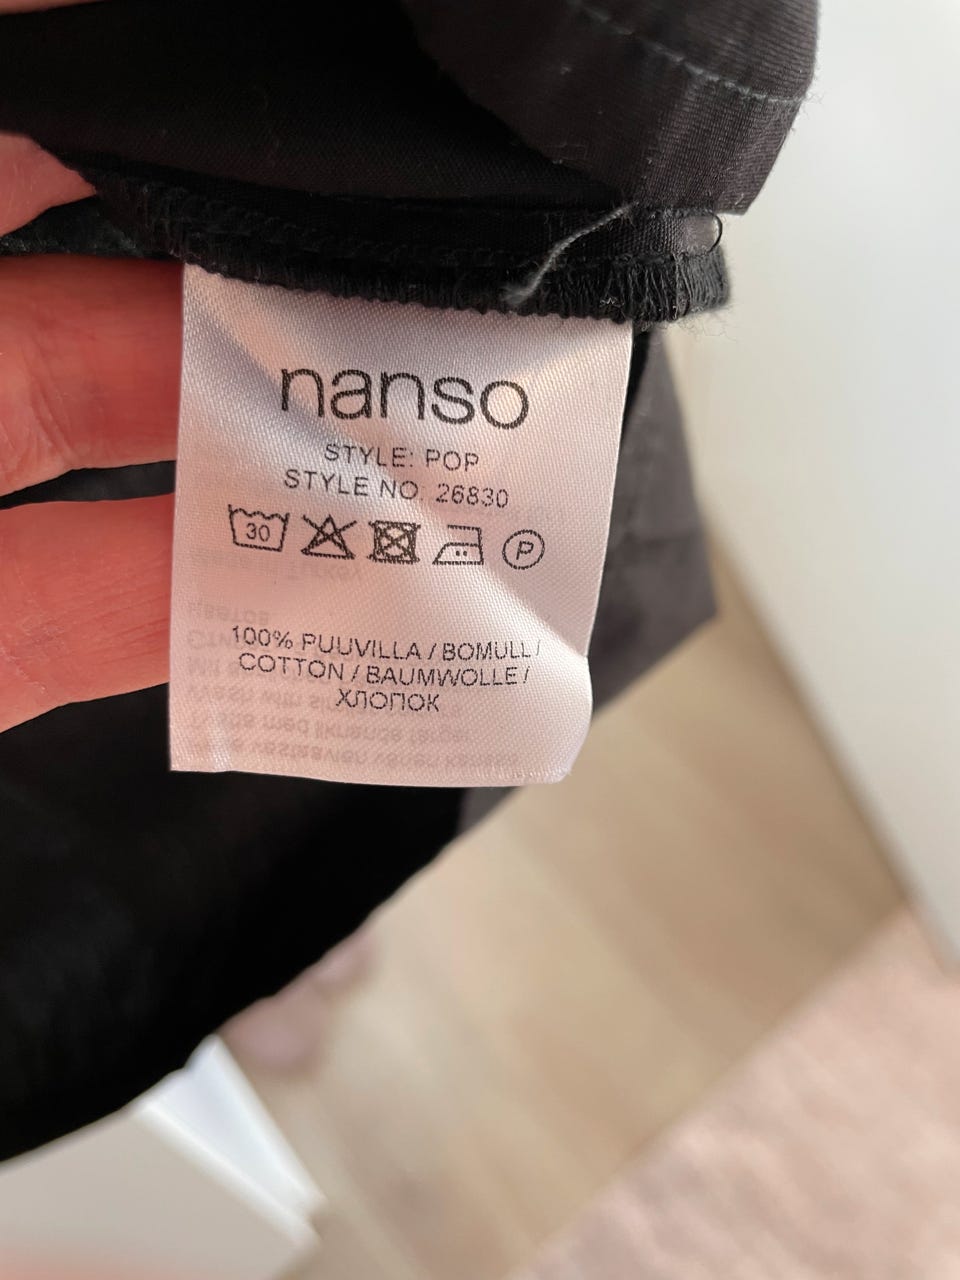 nanso
STYLE: POP
STYLE NO. 26830
30
P
100% PUUVILLA / BOMULL /
COTTON / BAUMWOLLE /
ХЛОПОК